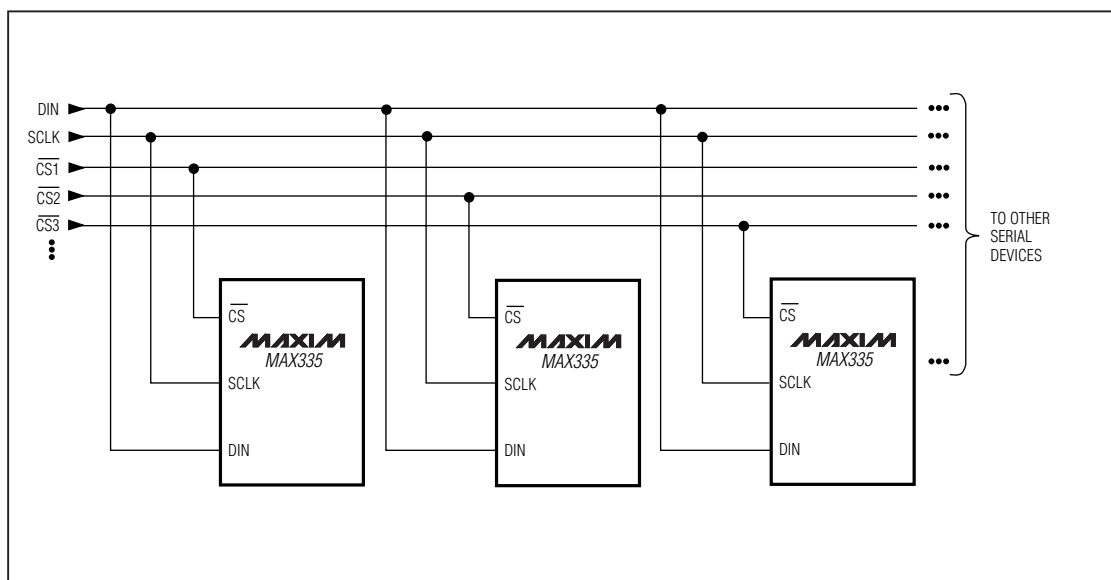 DIN
SCLK
CS1
CS2
CS3
TO OTHER
SERIAL
DEVICES
CS
MAXIM
MAX335
SCLK
DIN
CS
MAXIM
MAX335
SCLK
DIN
CS
MAXIM
MAX335
SCLK
DIN